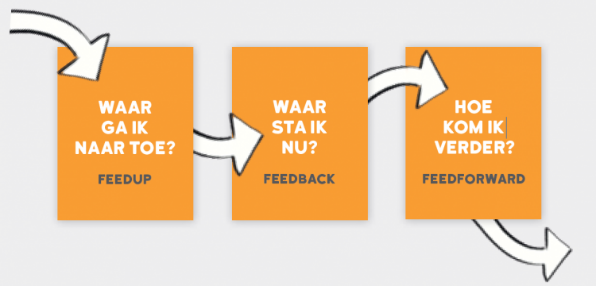 WAAR
GA IK
NAAR TOE?
FEEDUP
WAAR
STA IK
NU?
FEEDBACK
HOE
KOM IK
VERDER?
FEEDFORWARD